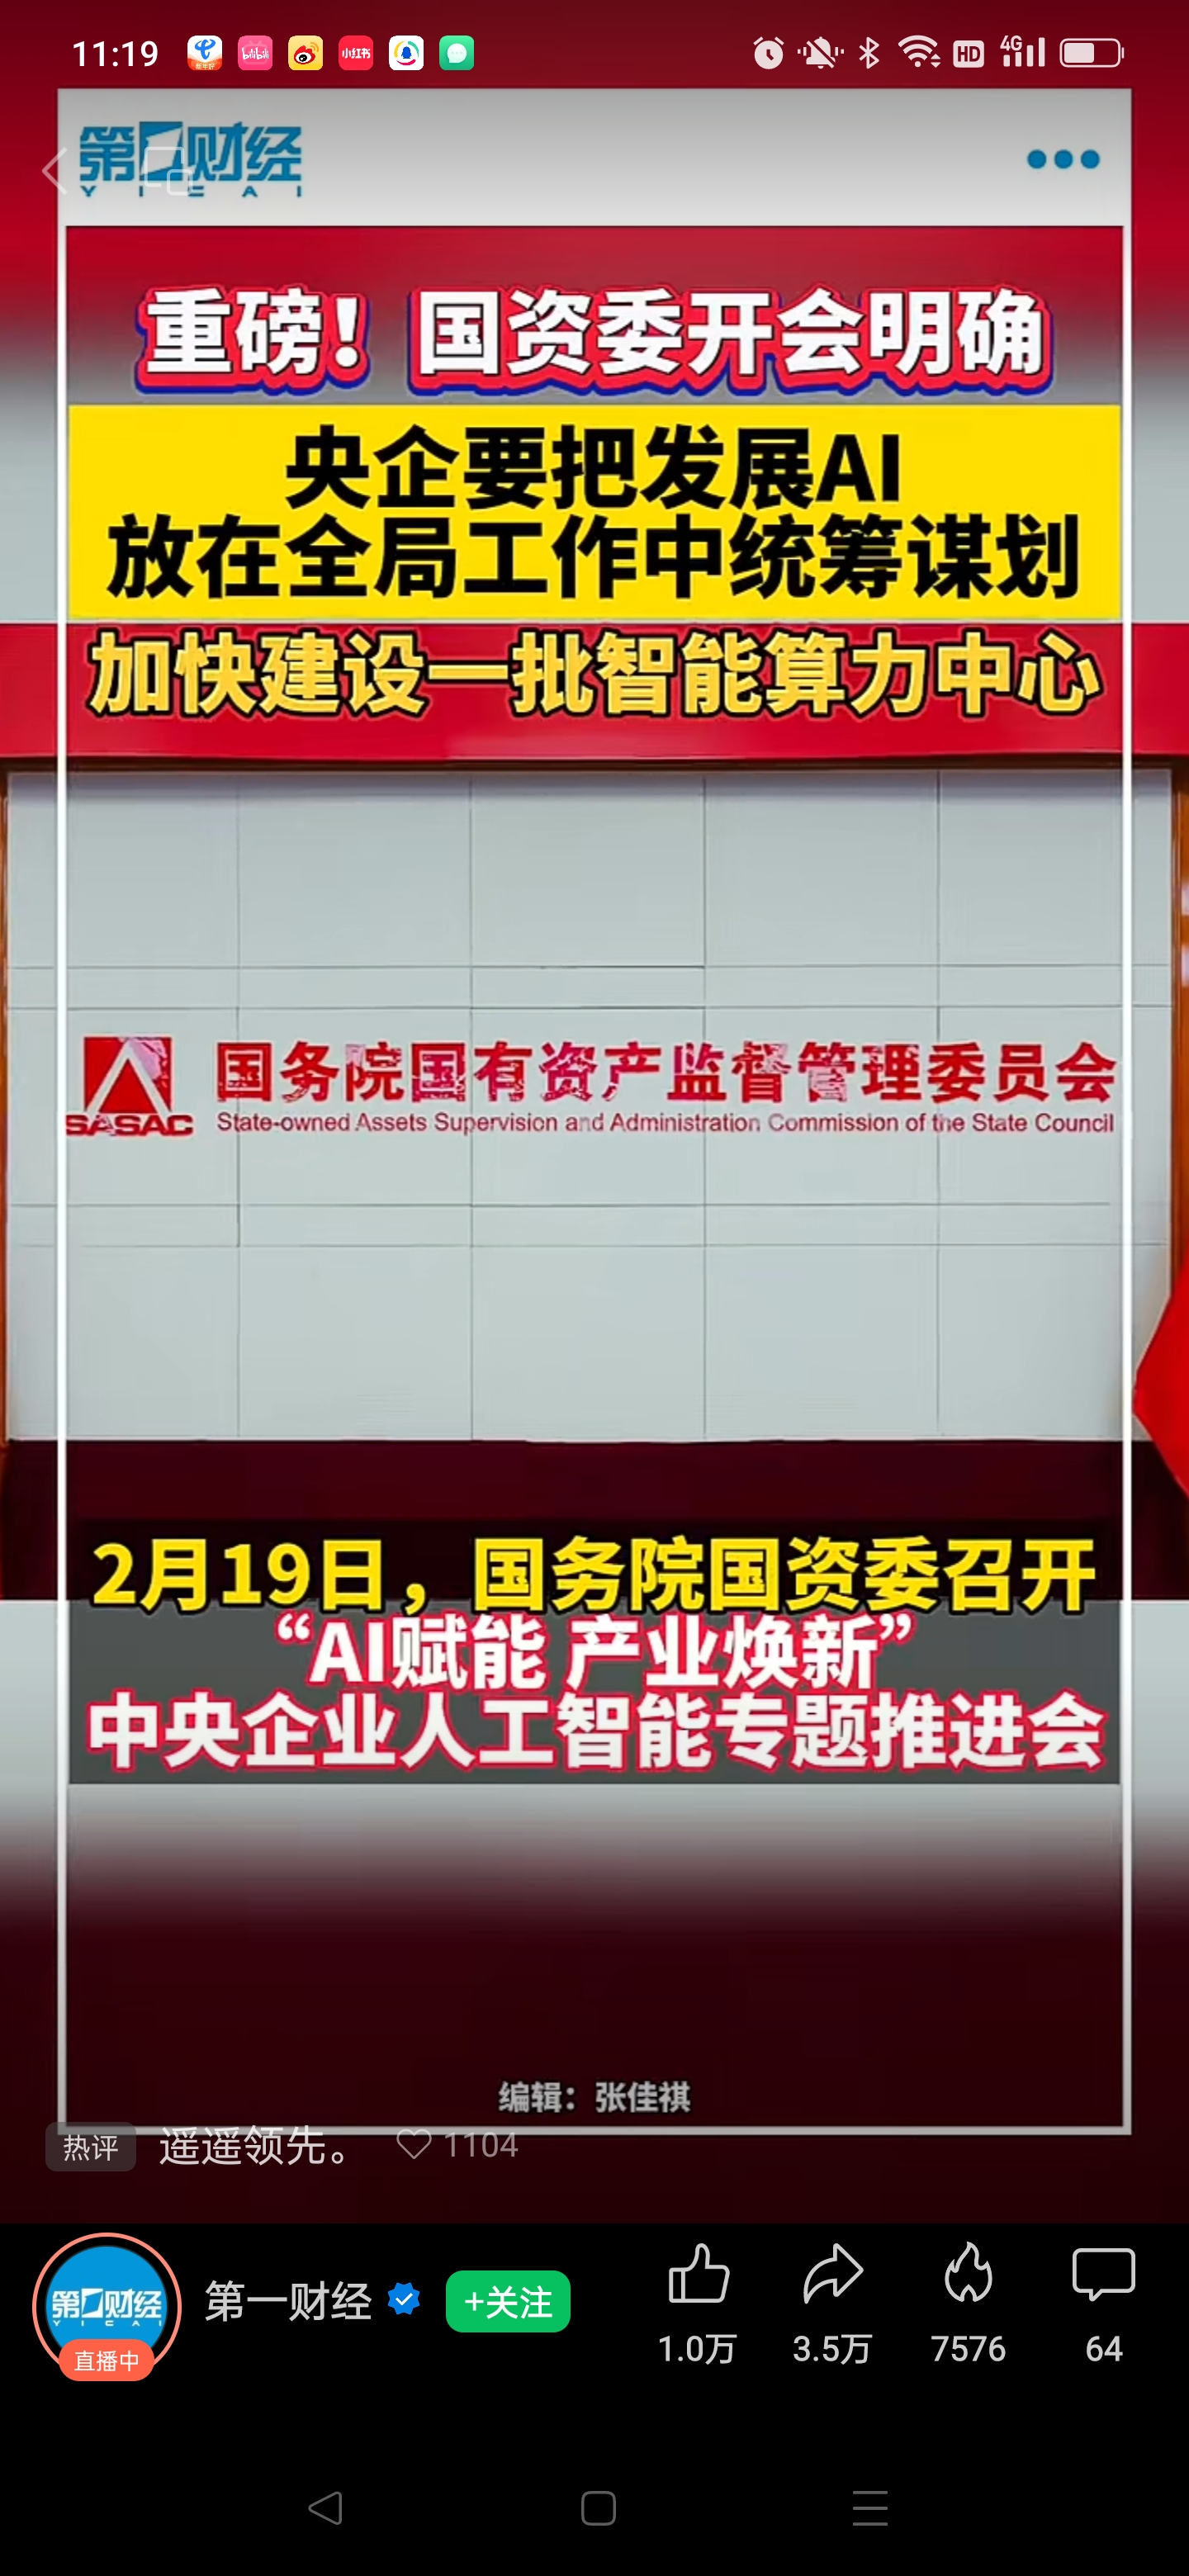 11:19
HD
4G
第一财经
YICAI
重磅！国资委开会明确
央企要把发展AI
放在全局工作中统筹谋划
加快建设一批智能算力中心
国务院国有资产监督管理委员会
SASAC
State-owned Assets Supervision and Administration Commission of the State Council
2月19日，国务院国资委召开
“AI赋能 产业焕新”
中央企业人工智能专题推进会
编辑：张佳祺
热评 遥遥领先。 1104
第一财经
YICAI
直播中
第一财经 +关注
1.0万 3.5万 7576 64